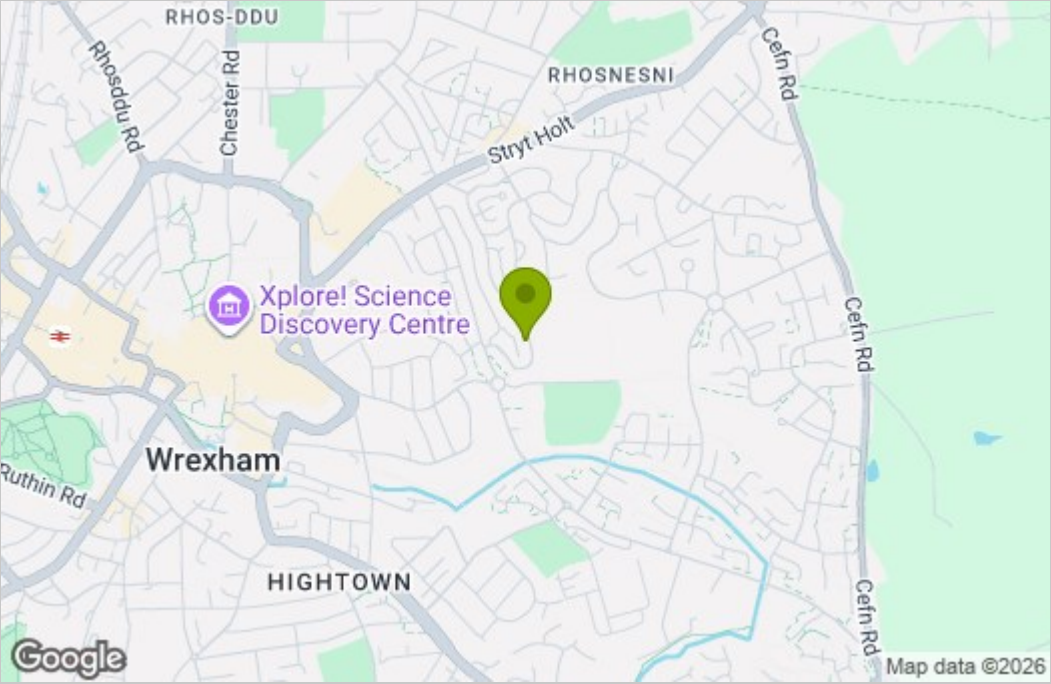 RHOS-DDU
Rhosddu Rd
Chester Rd
RHOSNESNI
Cefn Rd
Stryt Holt
Xplore! Science
Discovery Centre
Cefn Rd
Wrexham
Ruthin Rd
HIGHTOWN
Cefn Rd
Google
Map data ©2026